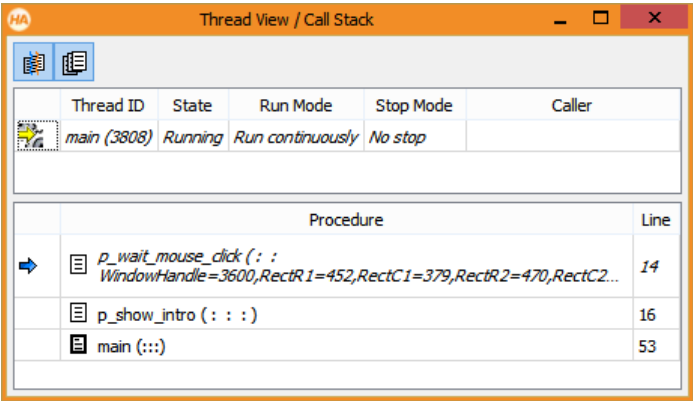 HA
Thread View / Call Stack
Thread ID State Run Mode Stop Mode Caller
main (3808) Running Run continuously No stop
Procedure Line
p_wait_mouse_click ( : :
WindowHandle=3600,RectR1=452,RectC1=379,RectR2=470,RectC2... 14
p_show_intro ( : : : ) 16
main (:::) 53